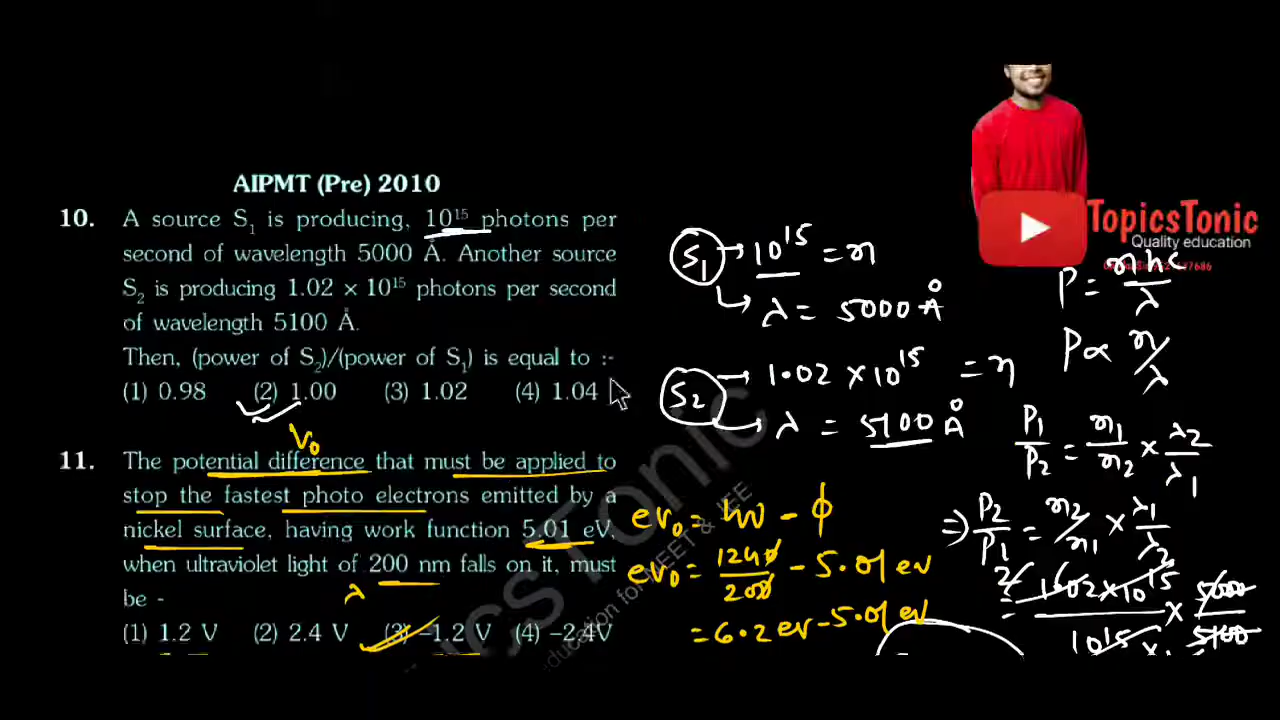 AIPMT (Pre) 2010
10. A source S₁ is producing, 10¹⁵ photons per
second of wavelength 5000 Å. Another source
S₂ is producing 1.02 × 10¹⁵ photons per second
of wavelength 5100 Å.
Then, (power of S₂)/(power of S₁) is equal to :-
(1) 0.98 (2) 1.00 (3) 1.02 (4) 1.04
V₀
11. The potential difference that must be applied to
stop the fastest photo electrons emitted by a
nickel surface, having work function 5.01 eV,
when ultraviolet light of 200 nm falls on it, must
λ
be -
(1) 1.2 V (2) 2.4 V (3) –1.2 V (4) –2.4V
TopicsTonic
Quality education
S₁ → 10¹⁵ = n
λ = 5000 Å
S₂ → 1.02 × 10¹⁵ = n
λ = 5100 Å
P = nhc/λ
P ∝ n/λ
P₁/P₂ = n₁/n₂ × λ₂/λ₁
⇒ P₂/P₁ = n₂/n₁ × λ₁/λ₂
= 1.02×10¹⁵/10¹⁵ × 5000/5100
eV₀ = hν – φ
eV₀ = 1240/200 – 5.01 ev
= 6.2 ev – 5.01 ev
Topics Tonic
education for NEET & JEE